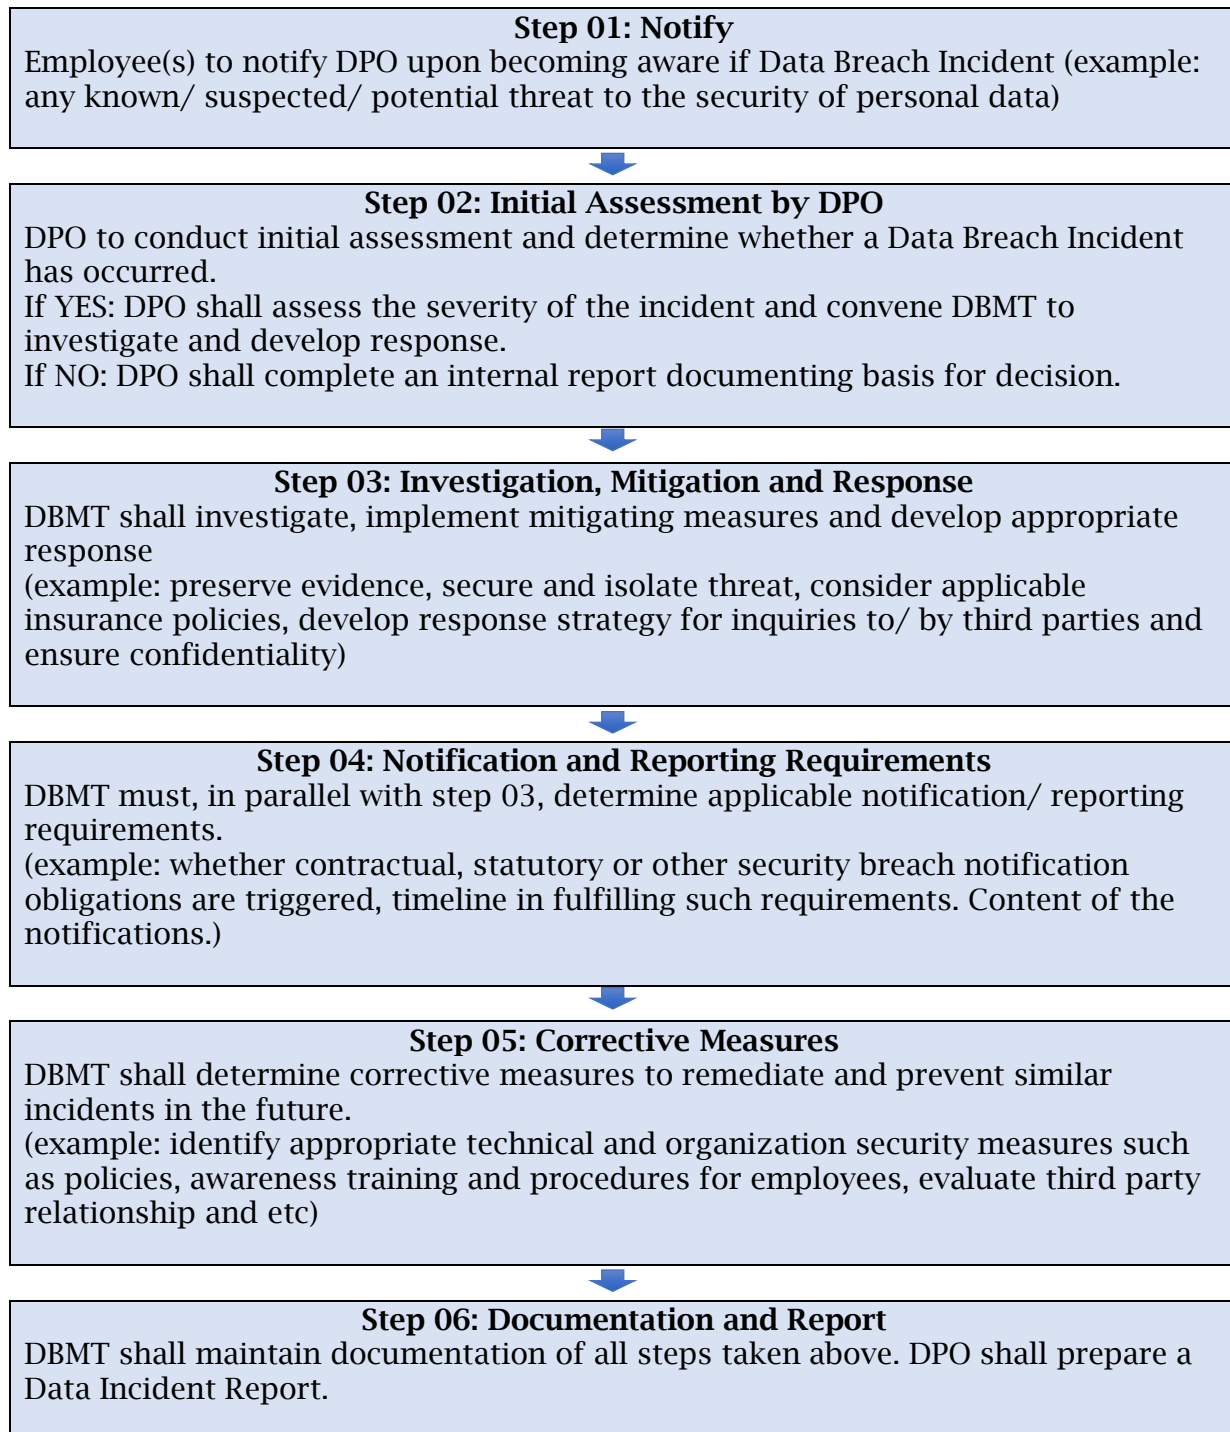 Step 01: Notify
Employee(s) to notify DPO upon becoming aware if Data Breach Incident (example:
any known/ suspected/ potential threat to the security of personal data)
Step 02: Initial Assessment by DPO
DPO to conduct initial assessment and determine whether a Data Breach Incident
has occurred.
If YES: DPO shall assess the severity of the incident and convene DBMT to
investigate and develop response.
If NO: DPO shall complete an internal report documenting basis for decision.
Step 03: Investigation, Mitigation and Response
DBMT shall investigate, implement mitigating measures and develop appropriate
response
(example: preserve evidence, secure and isolate threat, consider applicable
insurance policies, develop response strategy for inquiries to/ by third parties and
ensure confidentiality)
Step 04: Notification and Reporting Requirements
DBMT must, in parallel with step 03, determine applicable notification/ reporting
requirements.
(example: whether contractual, statutory or other security breach notification
obligations are triggered, timeline in fulfilling such requirements. Content of the
notifications.)
Step 05: Corrective Measures
DBMT shall determine corrective measures to remediate and prevent similar
incidents in the future.
(example: identify appropriate technical and organization security measures such
as policies, awareness training and procedures for employees, evaluate third party
relationship and etc)
Step 06: Documentation and Report
DBMT shall maintain documentation of all steps taken above. DPO shall prepare a
Data Incident Report.